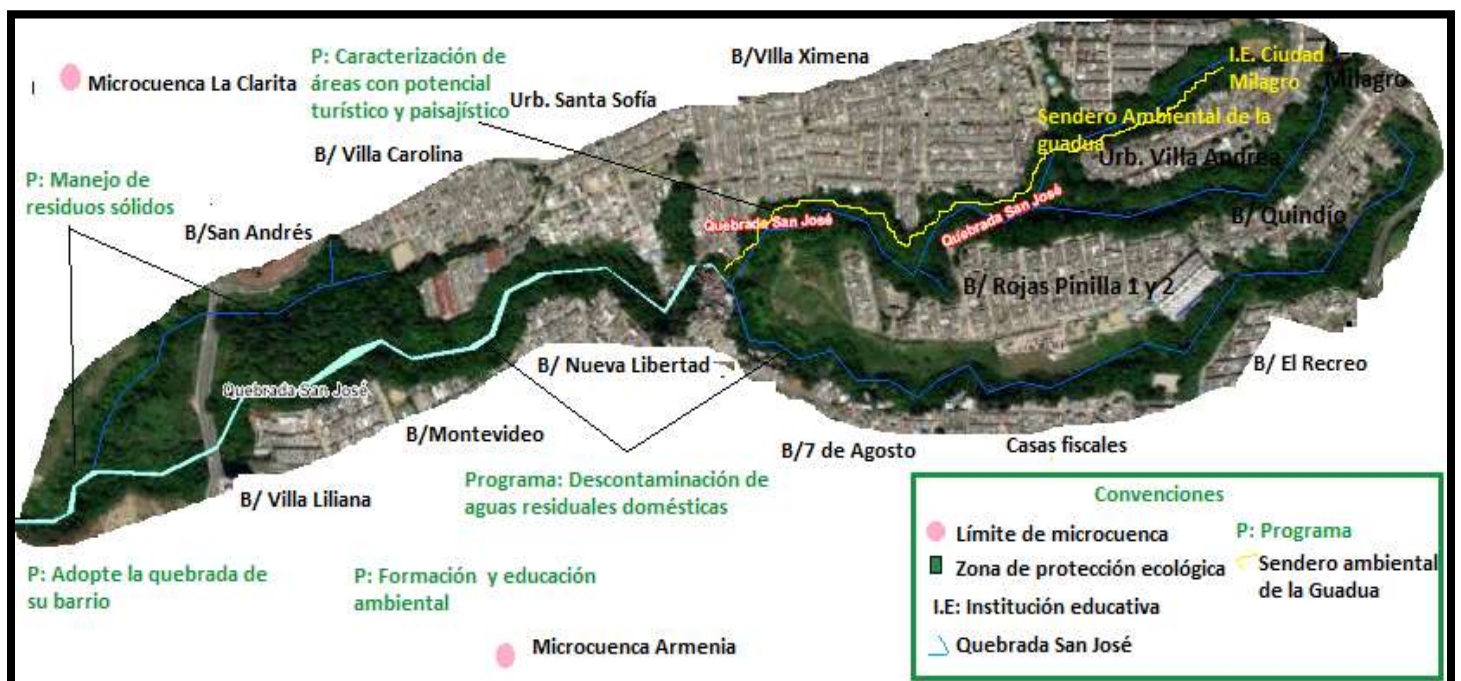 P: Caracterización de
áreas con potencial
turístico y paisajístico
Microcuenca La Clarita
B/VIlla Ximena
I.E. Ciudad
Milagro
Milagro
Urb. Santa Sofía
Sendero Ambiental de la
guadua
B/ Villa Carolina
Urb. Villa Andrea
P: Manejo de
residuos sólidos
B/San Andrés
Quebrada San José
Quebrada San José
B/ Quindío
B/ Rojas Pinilla 1 y 2
B/ Nueva Libertad
B/ El Recreo
Quebrada San José
B/Montevideo
B/7 de Agosto
Casas fiscales
B/ Villa Liliana
Programa: Descontaminación de
aguas residuales domésticas
P: Adopte la quebrada de
su barrio
P: Formación y educación
ambiental
Microcuenca Armenia
Convenciones
Límite de microcuenca
Zona de protección ecológica
I.E: Institución educativa
Quebrada San José
P: Programa
Sendero ambiental
de la Guadua